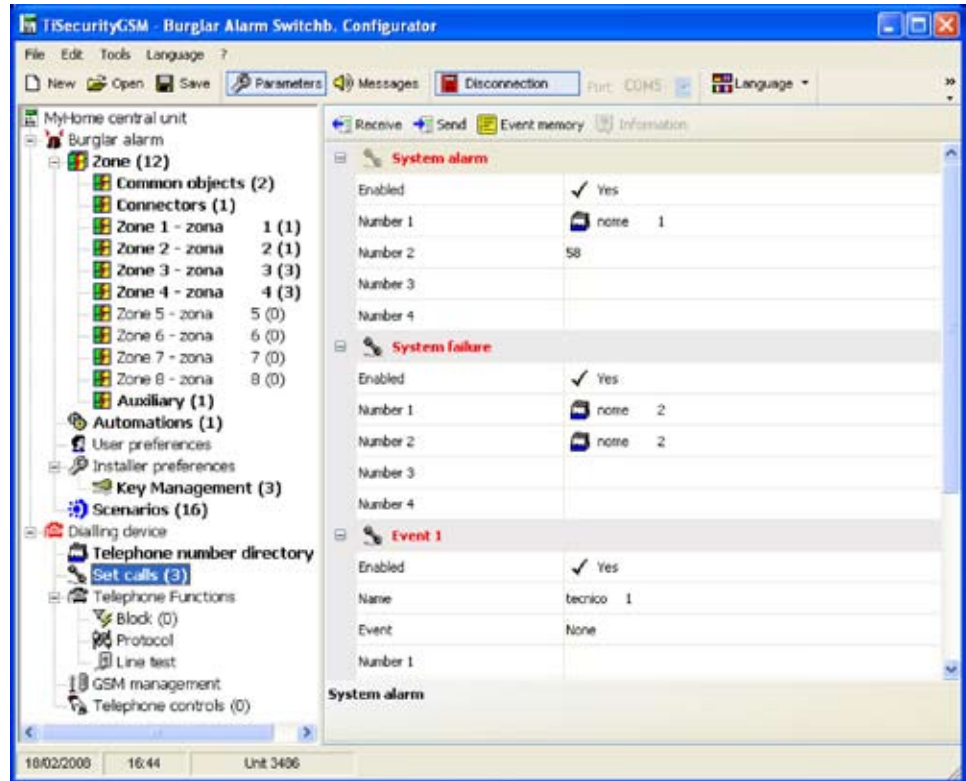 TiSecurityGSM - Burglar Alarm Switchb. Configurator
File Edit Tools Language ?
New Open Save Parameters Messages Disconnection Port: COM5 Language
Receive Send Event memory Information
MyHome central unit
Burglar alarm
Zone (12)
Common objects (2)
Connectors (1)
Zone 1 - zona 1 (1)
Zone 2 - zona 2 (1)
Zone 3 - zona 3 (3)
Zone 4 - zona 4 (3)
Zone 5 - zona 5 (0)
Zone 6 - zona 6 (0)
Zone 7 - zona 7 (0)
Zone 8 - zona 8 (0)
Auxiliary (1)
Automations (1)
User preferences
Installer preferences
Key Management (3)
Scenarios (16)
Dialling device
Telephone number directory
Set calls (3)
Telephone Functions
Block (0)
Protocol
Line test
GSM management
Telephone controls (0)
System alarm
Enabled Yes
Number 1 nome 1
Number 2 58
Number 3
Number 4
System failure
Enabled Yes
Number 1 nome 2
Number 2 nome 2
Number 3
Number 4
Event 1
Enabled Yes
Name tecnico 1
Event None
Number 1
System alarm
18/02/2008 16:44 Unit 3486